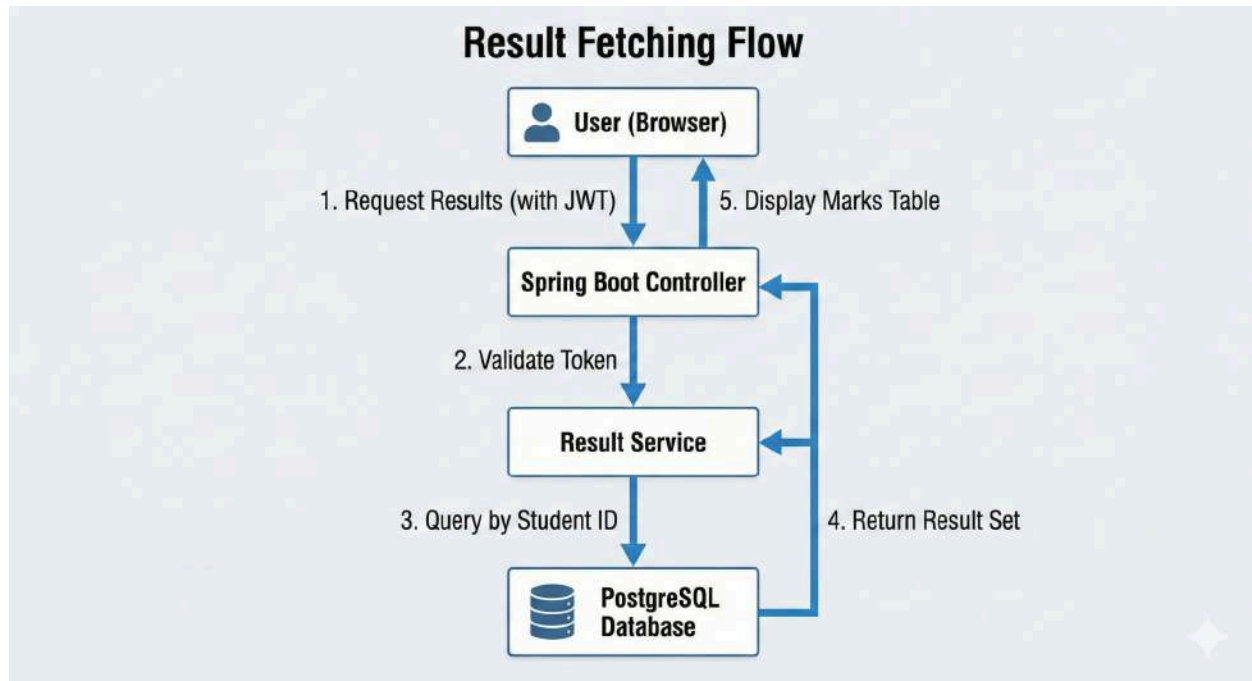 Result Fetching Flow
User (Browser)
1. Request Results (with JWT)
5. Display Marks Table
Spring Boot Controller
2. Validate Token
Result Service
3. Query by Student ID
4. Return Result Set
PostgreSQL
Database